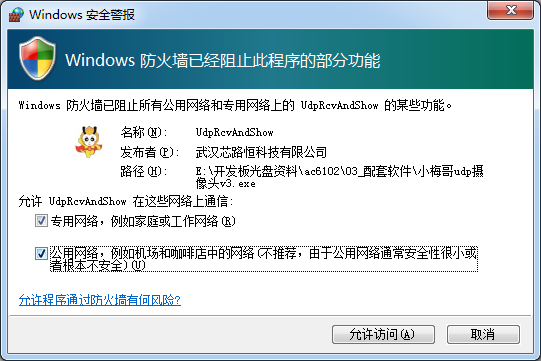 Windows 安全警报
Windows 防火墙已经阻止此程序的部分功能
Windows 防火墙已阻止所有公用网络和专用网络上的 UdpRcvAndShow 的某些功能。
名称(N): UdpRcvAndShow
发布者(P): 武汉芯路恒科技有限公司
路径(H): E:\开发板光盘资料\ac6102\03_配套软件\小梅哥udp摄
像头v3.exe
允许 UdpRcvAndShow 在这些网络上通信:
专用网络，例如家庭或工作网络(R)
公用网络，例如机场和咖啡店中的网络(不推荐，由于公用网络通常安全性很小或
者根本不安全)(U)
允许程序通过防火墙有何风险?
允许访问(A) 取消